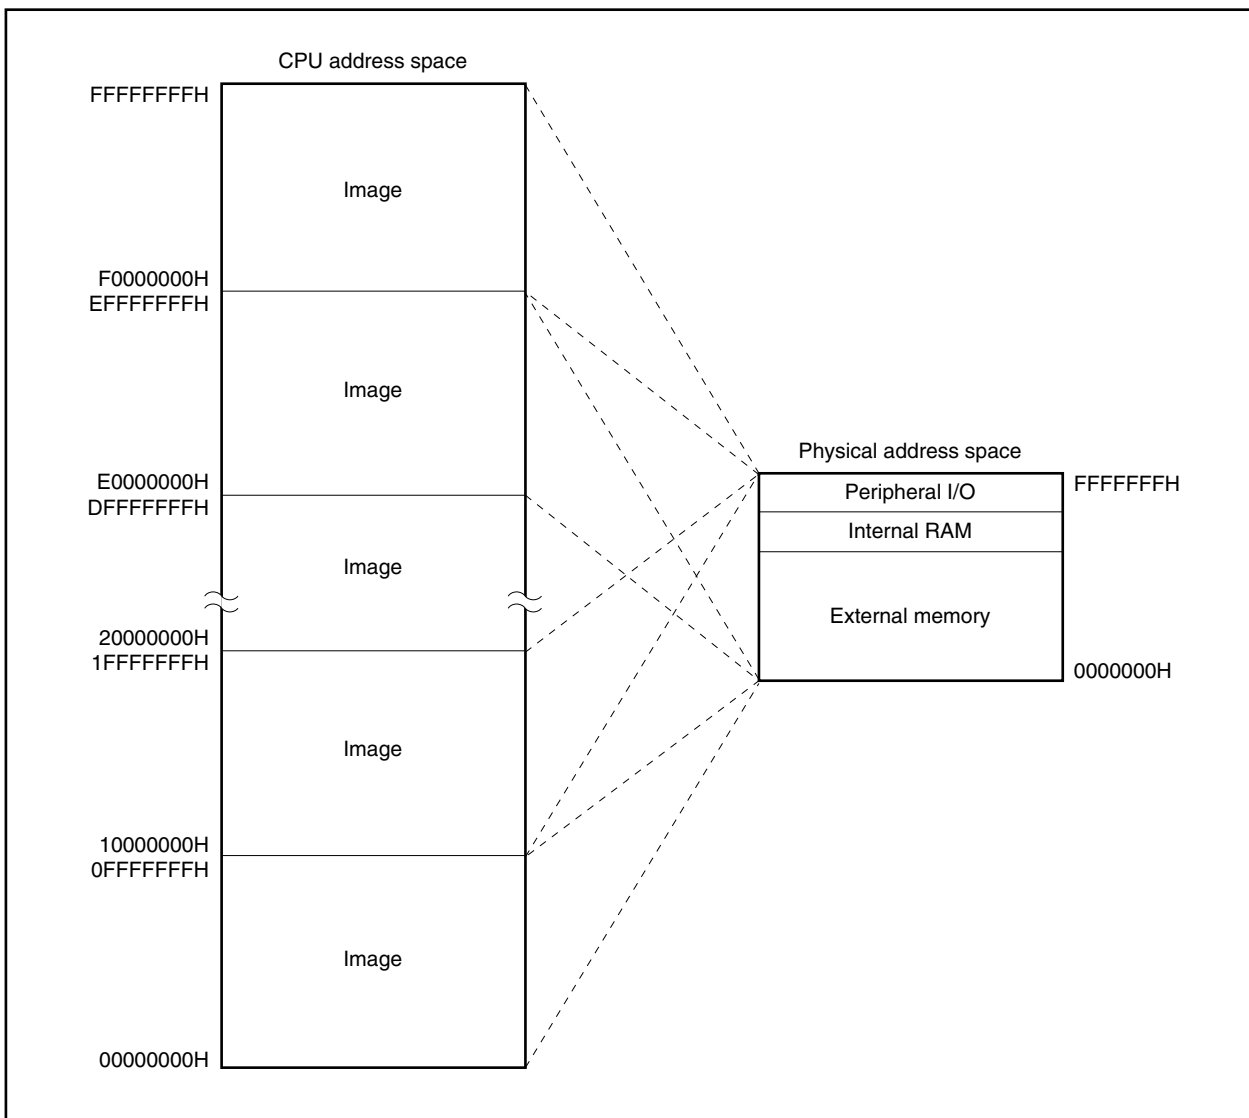 CPU address space
FFFFFFFFH
Image
F0000000H
EFFFFFFFH
Image
E0000000H
DFFFFFFFH
Image
20000000H
1FFFFFFFH
Image
10000000H
0FFFFFFFH
Image
00000000H
Physical address space
Peripheral I/O
FFFFFFFH
Internal RAM
External memory
0000000H